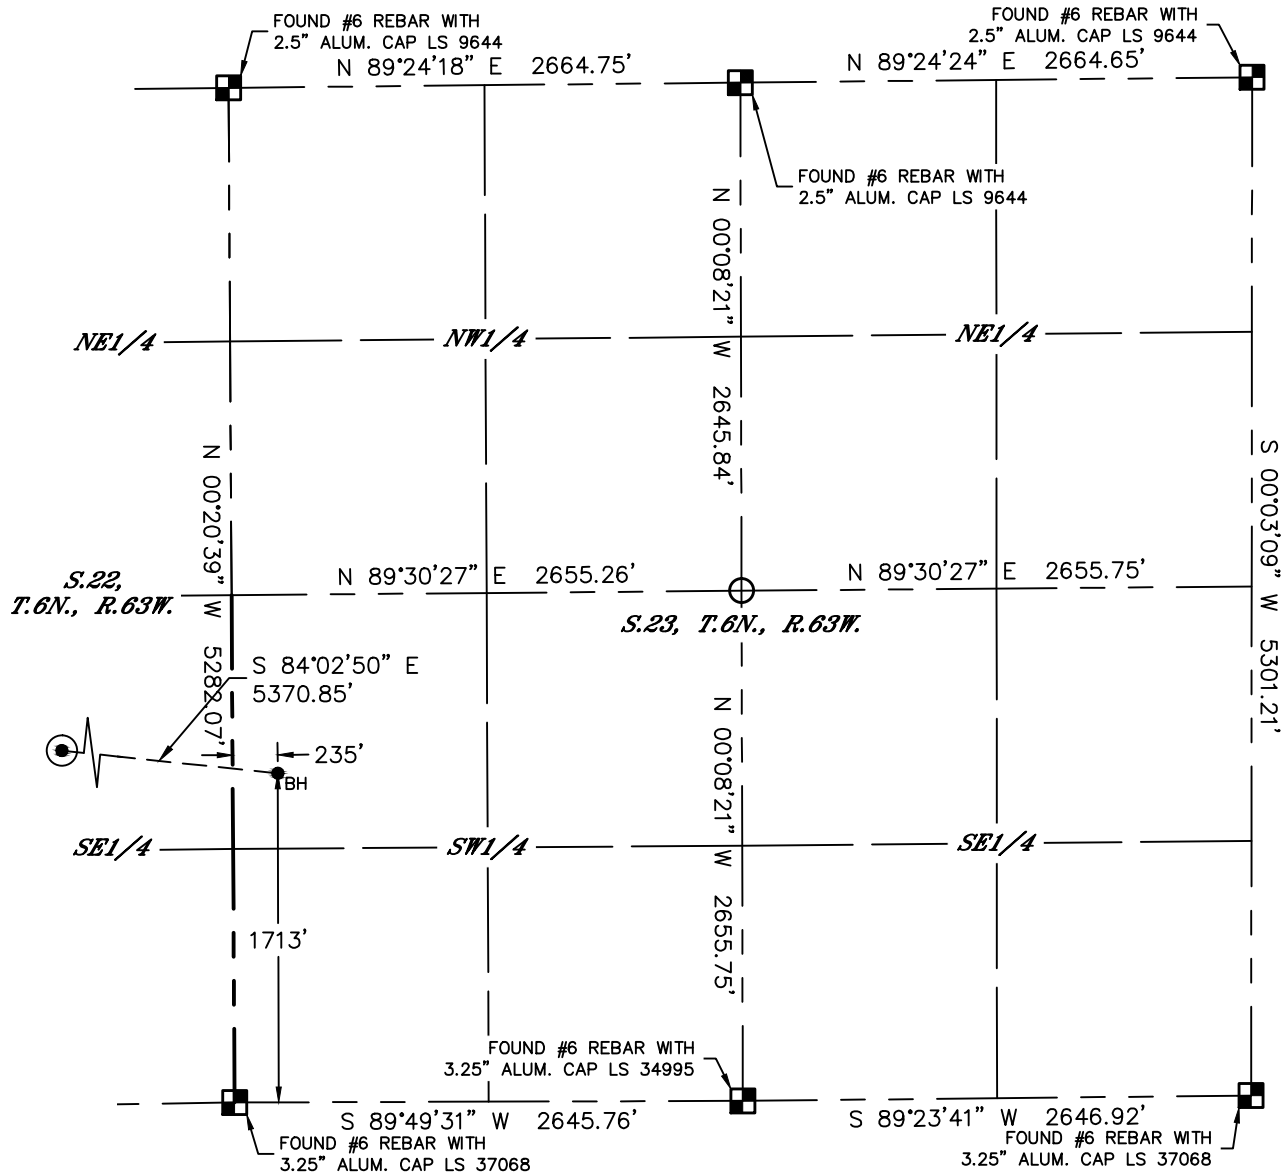 FOUND #6 REBAR WITH
2.5” ALUM. CAP LS 9644
FOUND #6 REBAR WITH
2.5” ALUM. CAP LS 9644
N 89°24'18” E 2664.75'
N 89°24'24” E 2664.65'
FOUND #6 REBAR WITH
2.5” ALUM. CAP LS 9644
N 00°08'21” W 2645.84'
NE1/4
NW1/4
NE1/4
N 00°20'39” W 5282.07'
S 00°03'09” W 5301.21'
S.22,
T.6N., R.63W.
N 89°30'27” E 2655.26'
N 89°30'27” E 2655.75'
S.23, T.6N., R.63W.
S 84°02'50” E
5370.85'
N 00°08'21” W 2655.75'
235'
BH
SE1/4
SW1/4
SE1/4
1713'
FOUND #6 REBAR WITH
3.25” ALUM. CAP LS 34995
S 89°49'31” W 2645.76'
S 89°23'41” W 2646.92'
FOUND #6 REBAR WITH
3.25” ALUM. CAP LS 37068
FOUND #6 REBAR WITH
3.25” ALUM. CAP LS 37068